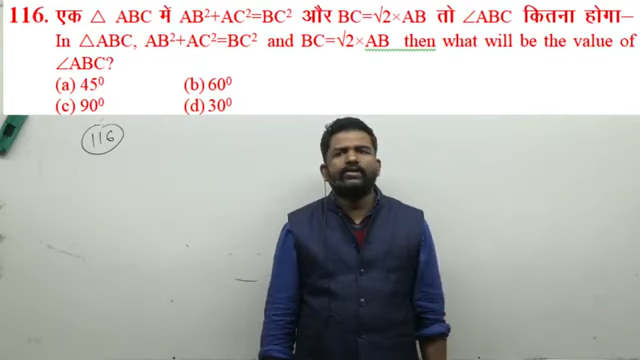 116. एक △ ABC में AB²+AC²=BC² और BC=√2×AB तो ∠ABC कितना होगा–
In △ABC, AB²+AC²=BC² and BC=√2×AB then what will be the value of
∠ABC?
(a) 45⁰ (b) 60⁰
(c) 90⁰ (d) 30⁰
116